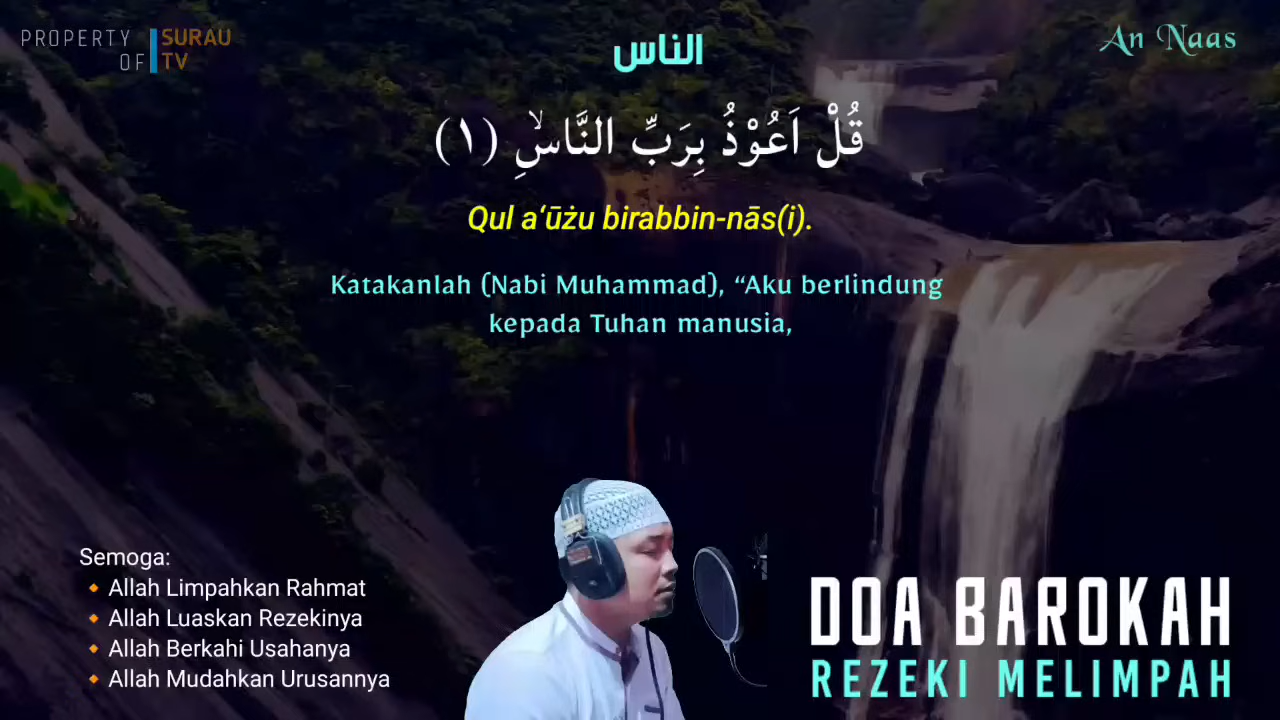 PROPERTY OF SURAU TV
الناس
An Naas
قُلْ اَعُوْذُ بِرَبِّ النَّاسِۙ (١)
Qul a‘ūżu birabbin-nās(i).
Katakanlah (Nabi Muhammad), “Aku berlindung
kepada Tuhan manusia,
Semoga:
🔸Allah Limpahkan Rahmat
🔸Allah Luaskan Rezekinya
🔸Allah Berkahi Usahanya
🔸Allah Mudahkan Urusannya
DOA BAROKAH
REZEKI MELIMPAH